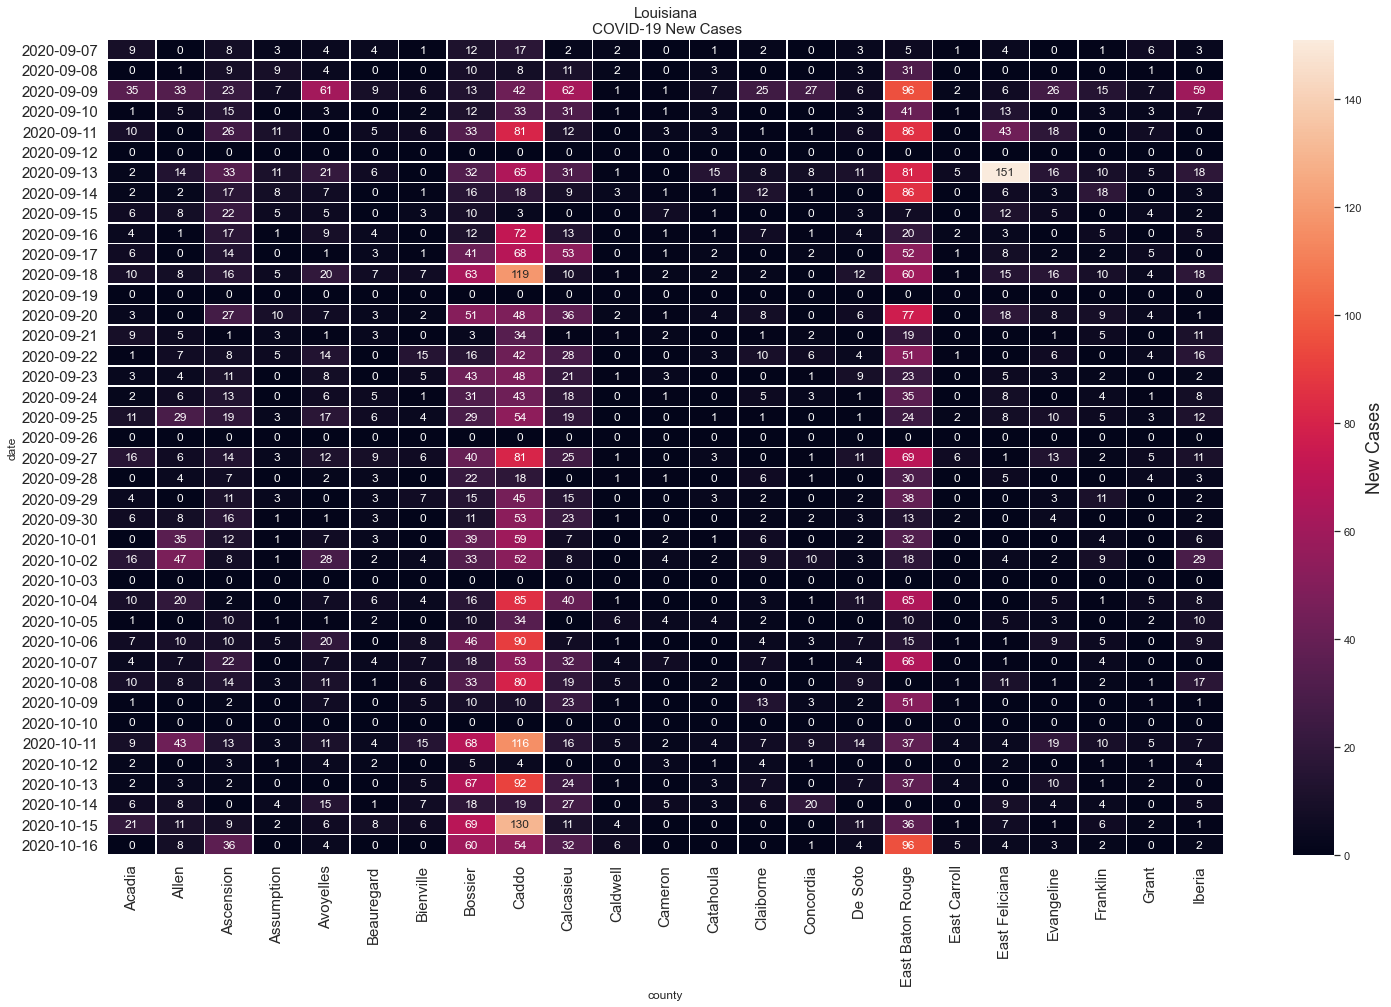 Louisiana
COVID-19 New Cases
2020-09-07 9 0 8 3 4 4 1 12 17 2 2 0 1 2 0 3 5 1 4 0 1 6 3
2020-09-08 0 1 9 9 4 0 0 10 8 11 2 0 3 0 0 3 31 0 0 0 0 1 0
2020-09-09 35 33 23 7 61 9 6 13 42 62 1 1 7 25 27 6 96 2 6 26 15 7 59
2020-09-10 1 5 15 0 3 0 2 12 33 31 1 1 3 0 0 3 41 1 13 0 3 3 7
2020-09-11 10 0 26 11 0 5 6 33 81 12 0 3 3 1 1 6 86 0 43 18 0 7 0
2020-09-12 0 0 0 0 0 0 0 0 0 0 0 0 0 0 0 0 0 0 0 0 0 0 0
2020-09-13 2 14 33 11 21 6 0 32 65 31 1 0 15 8 8 11 81 5 151 16 10 5 18
2020-09-14 2 2 17 8 7 0 1 16 18 9 3 1 1 12 1 0 86 0 6 3 18 0 3
2020-09-15 6 8 22 5 5 0 3 10 3 0 0 7 1 0 0 3 7 0 12 5 0 4 2
2020-09-16 4 1 17 1 9 4 0 12 72 13 0 1 1 7 1 4 20 2 3 0 5 0 5
2020-09-17 6 0 14 0 1 3 1 41 68 53 0 1 2 0 2 0 52 1 8 2 2 5 0
2020-09-18 10 8 16 5 20 7 7 63 119 10 1 2 2 2 0 12 60 1 15 16 10 4 18
2020-09-19 0 0 0 0 0 0 0 0 0 0 0 0 0 0 0 0 0 0 0 0 0 0 0
2020-09-20 3 0 27 10 7 3 2 51 48 36 2 1 4 8 0 6 77 0 18 8 9 4 1
2020-09-21 9 5 1 3 1 3 0 3 34 1 1 2 0 1 2 0 19 0 0 1 5 0 11
2020-09-22 1 7 8 5 14 0 15 16 42 28 0 0 3 10 6 4 51 1 0 6 0 4 16
2020-09-23 3 4 11 0 8 0 5 43 48 21 1 3 0 0 1 9 23 0 5 3 2 0 2
2020-09-24 2 6 13 0 6 5 1 31 43 18 0 1 0 5 3 1 35 0 8 0 4 1 8
2020-09-25 11 29 19 3 17 6 4 29 54 19 0 0 1 1 0 1 24 2 8 10 5 3 12
2020-09-26 0 0 0 0 0 0 0 0 0 0 0 0 0 0 0 0 0 0 0 0 0 0 0
2020-09-27 16 6 14 3 12 9 6 40 81 25 1 0 3 0 1 11 69 6 1 13 2 5 11
2020-09-28 0 4 7 0 2 3 0 22 18 0 1 1 0 6 1 0 30 0 5 0 0 4 3
2020-09-29 4 0 11 3 0 3 7 15 45 15 0 0 3 2 0 2 38 0 0 3 11 0 2
2020-09-30 6 8 16 1 1 3 0 11 53 23 1 0 0 2 2 3 13 2 0 4 0 0 2
2020-10-01 0 35 12 1 7 3 0 39 59 7 0 2 1 6 0 2 32 0 0 0 4 0 6
2020-10-02 16 47 8 1 28 2 4 33 52 8 0 4 2 9 10 3 18 0 4 2 9 0 29
2020-10-03 0 0 0 0 0 0 0 0 0 0 0 0 0 0 0 0 0 0 0 0 0 0 0
2020-10-04 10 20 2 0 7 6 4 16 85 40 1 0 0 3 1 11 65 0 0 5 1 5 8
2020-10-05 1 0 10 1 1 2 0 10 34 0 6 4 4 2 0 0 10 0 5 3 0 2 10
2020-10-06 7 10 10 5 20 0 8 46 90 7 1 0 0 4 3 7 15 1 1 9 5 0 9
2020-10-07 4 7 22 0 7 4 7 18 53 32 4 7 0 7 1 4 66 0 1 0 4 0 0
2020-10-08 10 8 14 3 11 1 6 33 80 19 5 0 2 0 0 9 0 1 11 1 2 1 17
2020-10-09 1 0 2 0 7 0 5 10 10 23 0 0 0 13 3 2 51 1 0 0 0 1 1
2020-10-10 0 0 0 0 0 0 0 0 0 0 0 0 0 0 0 0 0 0 0 0 0 0 0
2020-10-11 9 43 13 3 11 4 15 68 116 16 5 2 4 7 9 14 37 4 4 19 10 5 7
2020-10-12 2 0 3 1 4 2 0 5 4 0 0 3 1 4 1 0 0 0 2 0 1 1 4
2020-10-13 2 3 2 0 0 0 5 67 92 24 1 0 3 7 0 7 37 4 0 10 1 2 0
2020-10-14 6 8 0 4 15 1 7 18 19 27 0 5 3 6 20 0 0 0 9 4 4 0 5
2020-10-15 21 11 9 2 6 8 6 69 130 11 4 0 0 0 0 11 36 1 7 1 6 2 1
2020-10-16 0 8 36 0 4 0 0 60 54 32 6 0 0 0 1 4 96 5 4 3 2 0 2
date
Acadia Allen Ascension Assumption Avoyelles Beauregard Bienville Bossier Caddo Calcasieu Caldwell Cameron Catahoula Claiborne Concordia De Soto East Baton Rouge East Carroll East Feliciana Evangeline Franklin Grant Iberia
county
140
120
100
80
60
40
20
0
New Cases